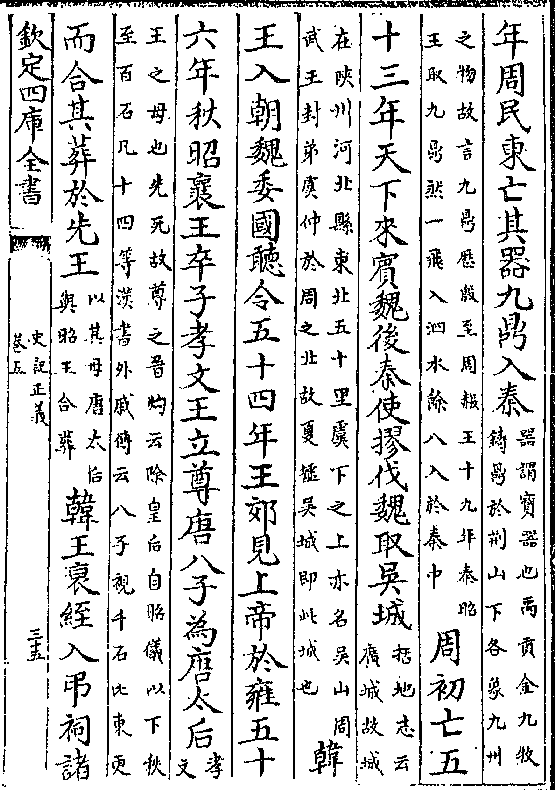 年周民東亡其器九鼎入秦
器謂寶器也禹貢金九牧
鑄鼎於荆山下各象九州
之物故言九鼎歴殷至周赧王十九非秦昭
王取九鼎然一飛入泗水餘八入於秦中
周初亡五
十三年天下來賓魏後秦使摎伐魏取吳城
括地志云
虞城故城
在陜州河北縣東北五十里虞下之上亦名吳山周
武王封弟虞仲於周之北故夏墟吳城即此城也
韓
王入朝魏委國聽令五十四年王郊見上帝於雍五十
六年秋昭襄王卒子孝文王立尊唐八子為唐太后
孝
文
王之母也先死故尊之晉灼云除皇后自昭儀以下秩
至百石凡十四等漢書外戚傳云八子視千石比東更
而合其葬於先王
以其母唐太后
與昭王合葬
韓王衰絰入弔祠諸
欽定四庫全書
史記正義
卷五
三十五